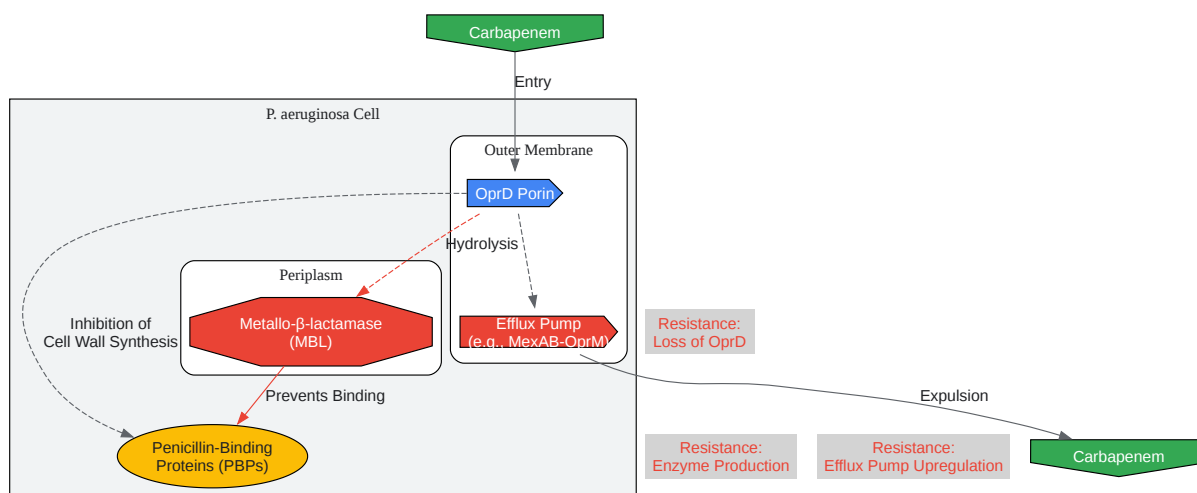 Carbapenem
Entry
P. aeruginosa Cell
Outer Membrane
OprD Porin
Hydrolysis
Periplasm
Metallo-β-lactamase
(MBL)
Efflux Pump
(e.g., MexAB-OprM)
Inhibition of
Cell Wall Synthesis
Resistance:
Loss of OprD
Prevents Binding
Expulsion
Penicillin-Binding
Proteins (PBPs)
Resistance:
Enzyme Production
Resistance:
Efflux Pump Upregulation
Carbapenem